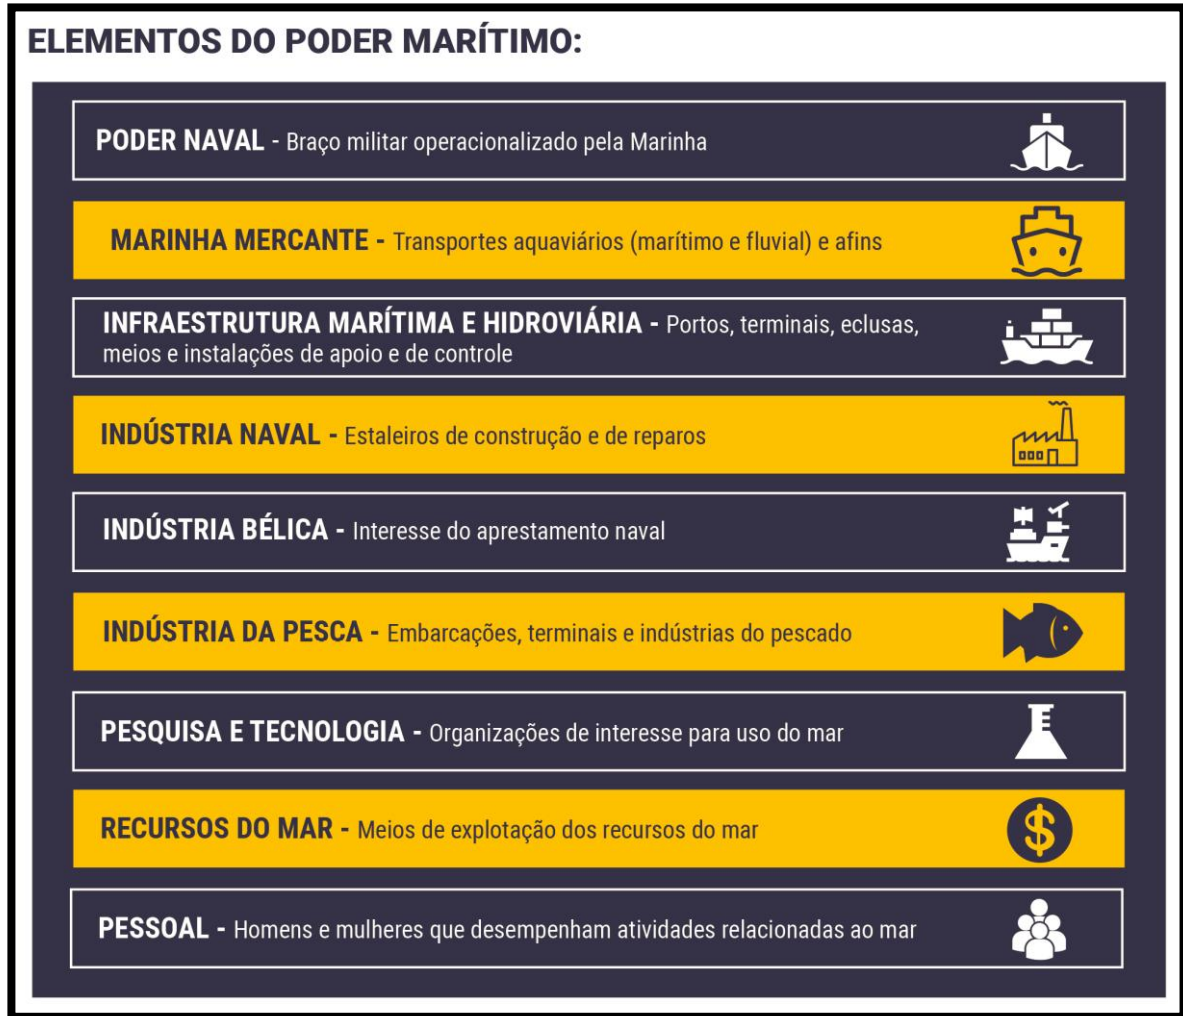 ELEMENTOS DO PODER MARÍTIMO:
PODER NAVAL - Braço militar operacionalizado pela Marinha
MARINHA MERCANTE - Transportes aquaviários (marítimo e fluvial) e afins
INFRAESTRUTURA MARÍTIMA E HIDROVIÁRIA - Portos, terminais, eclusas,
meios e instalações de apoio e de controle
INDÚSTRIA NAVAL - Estaleiros de construção e de reparos
INDÚSTRIA BÉLICA - Interesse do aprestamento naval
INDÚSTRIA DA PESCA - Embarcações, terminais e indústrias do pescado
PESQUISA E TECNOLOGIA - Organizações de interesse para uso do mar
RECURSOS DO MAR - Meios de explotação dos recursos do mar
$
PESSOAL - Homens e mulheres que desempenham atividades relacionadas ao mar